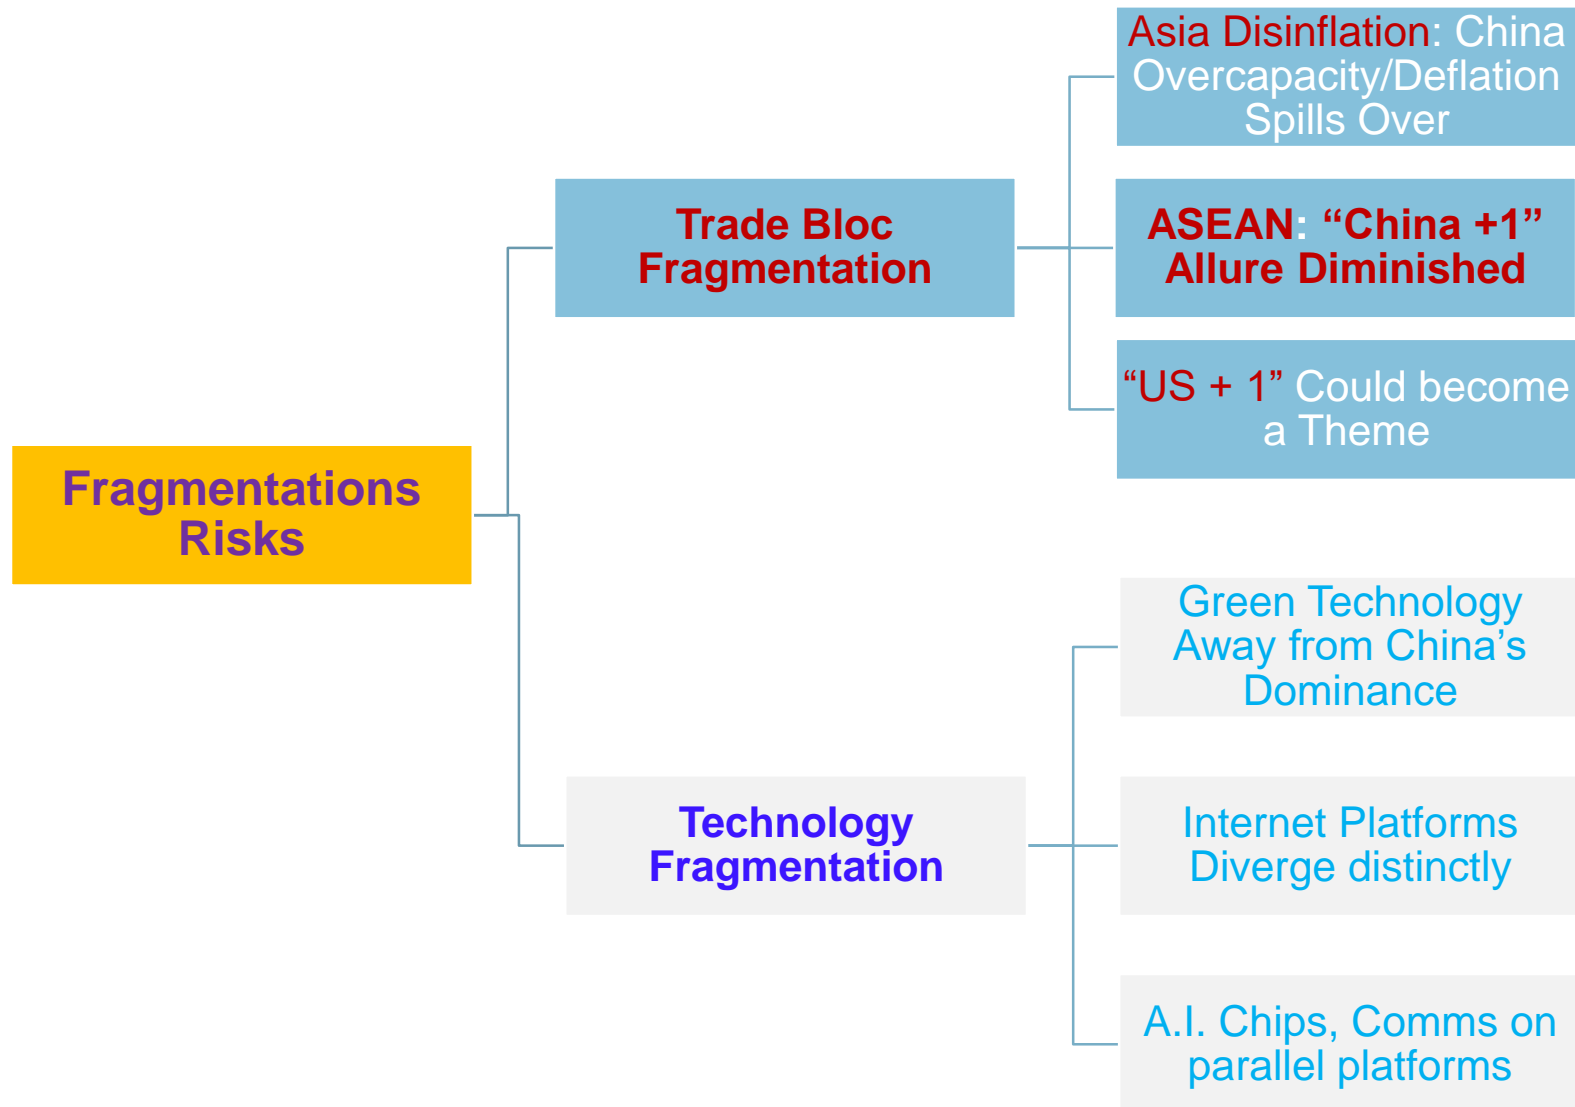 Asia Disinflation: China
Overcapacity/Deflation
Spills Over
Trade Bloc
Fragmentation
ASEAN: “China +1”
Allure Diminished
“US + 1” Could become
a Theme
Fragmentations
Risks
Green Technology
Away from China’s
Dominance
Technology
Fragmentation
Internet Platforms
Diverge distinctly
A.I. Chips, Comms on
parallel platforms